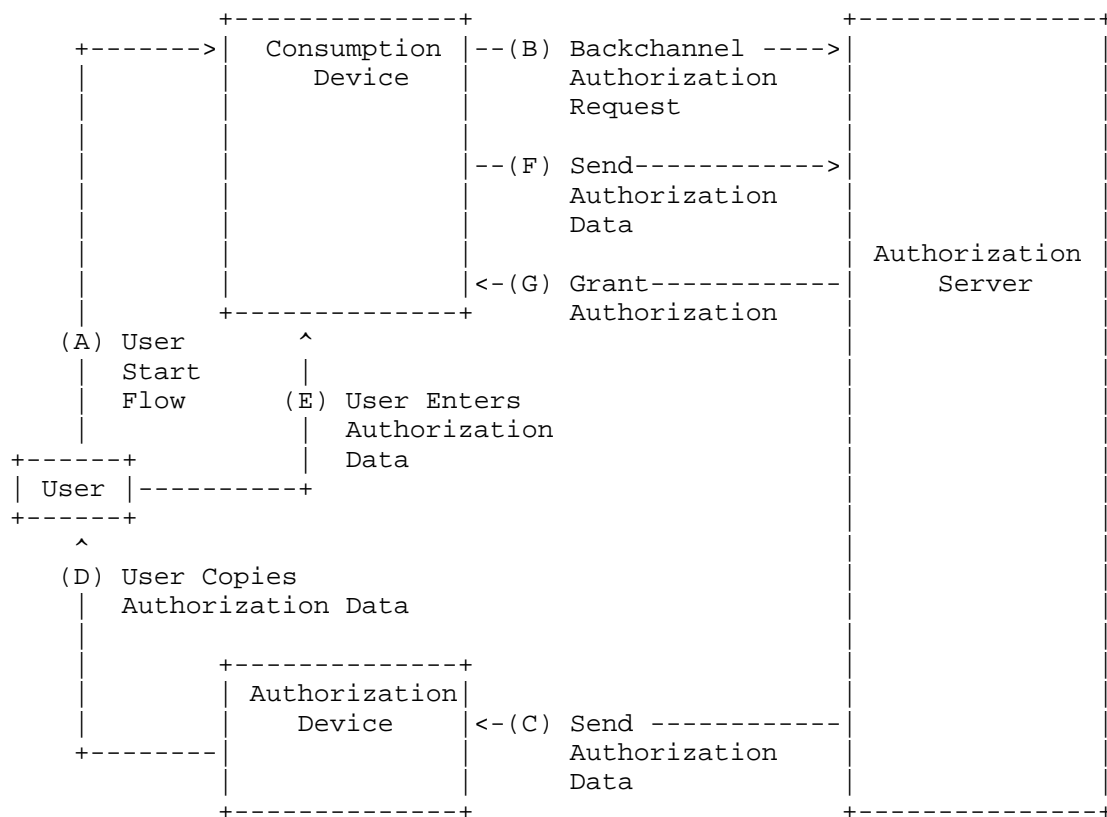 Consumption Device
--(B) Backchannel ---->
Authorization
Request
--(F) Send------------>
Authorization
Data
<-(G) Grant------------
Authorization
Authorization Server
(A) User
Start
Flow
(E) User Enters
Authorization
Data
User
(D) User Copies
Authorization Data
Authorization
Device
<-(C) Send ------------
Authorization
Data